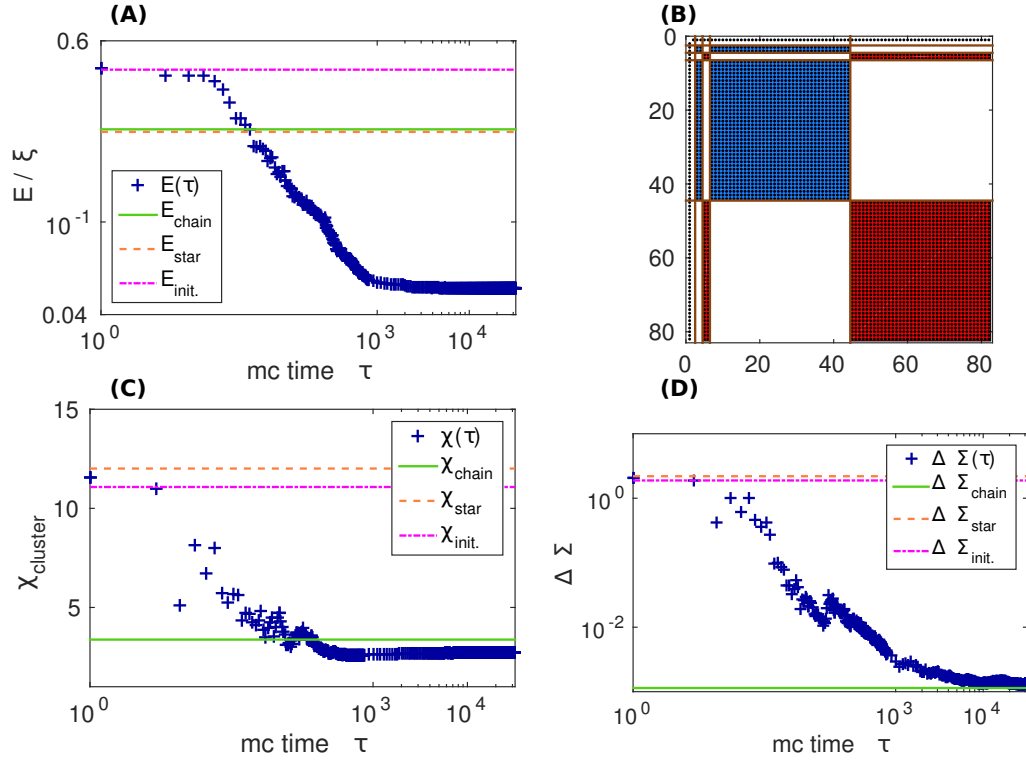 (A)
0.6
10^-1
0.04
E / ξ
E(τ)
E_chain
E_star
E_init.
10^0
10^3
10^4
mc time τ
(B)
0
20
40
60
80
0
20
40
60
80
(C)
15
10
5
χ_cluster
χ(τ)
χ_chain
χ_star
χ_init.
10^0
10^3
10^4
mc time τ
(D)
10^0
10^-2
Δ Σ
Δ Σ(τ)
Δ Σ_chain
Δ Σ_star
Δ Σ_init.
10^0
10^3
10^4
mc time τ